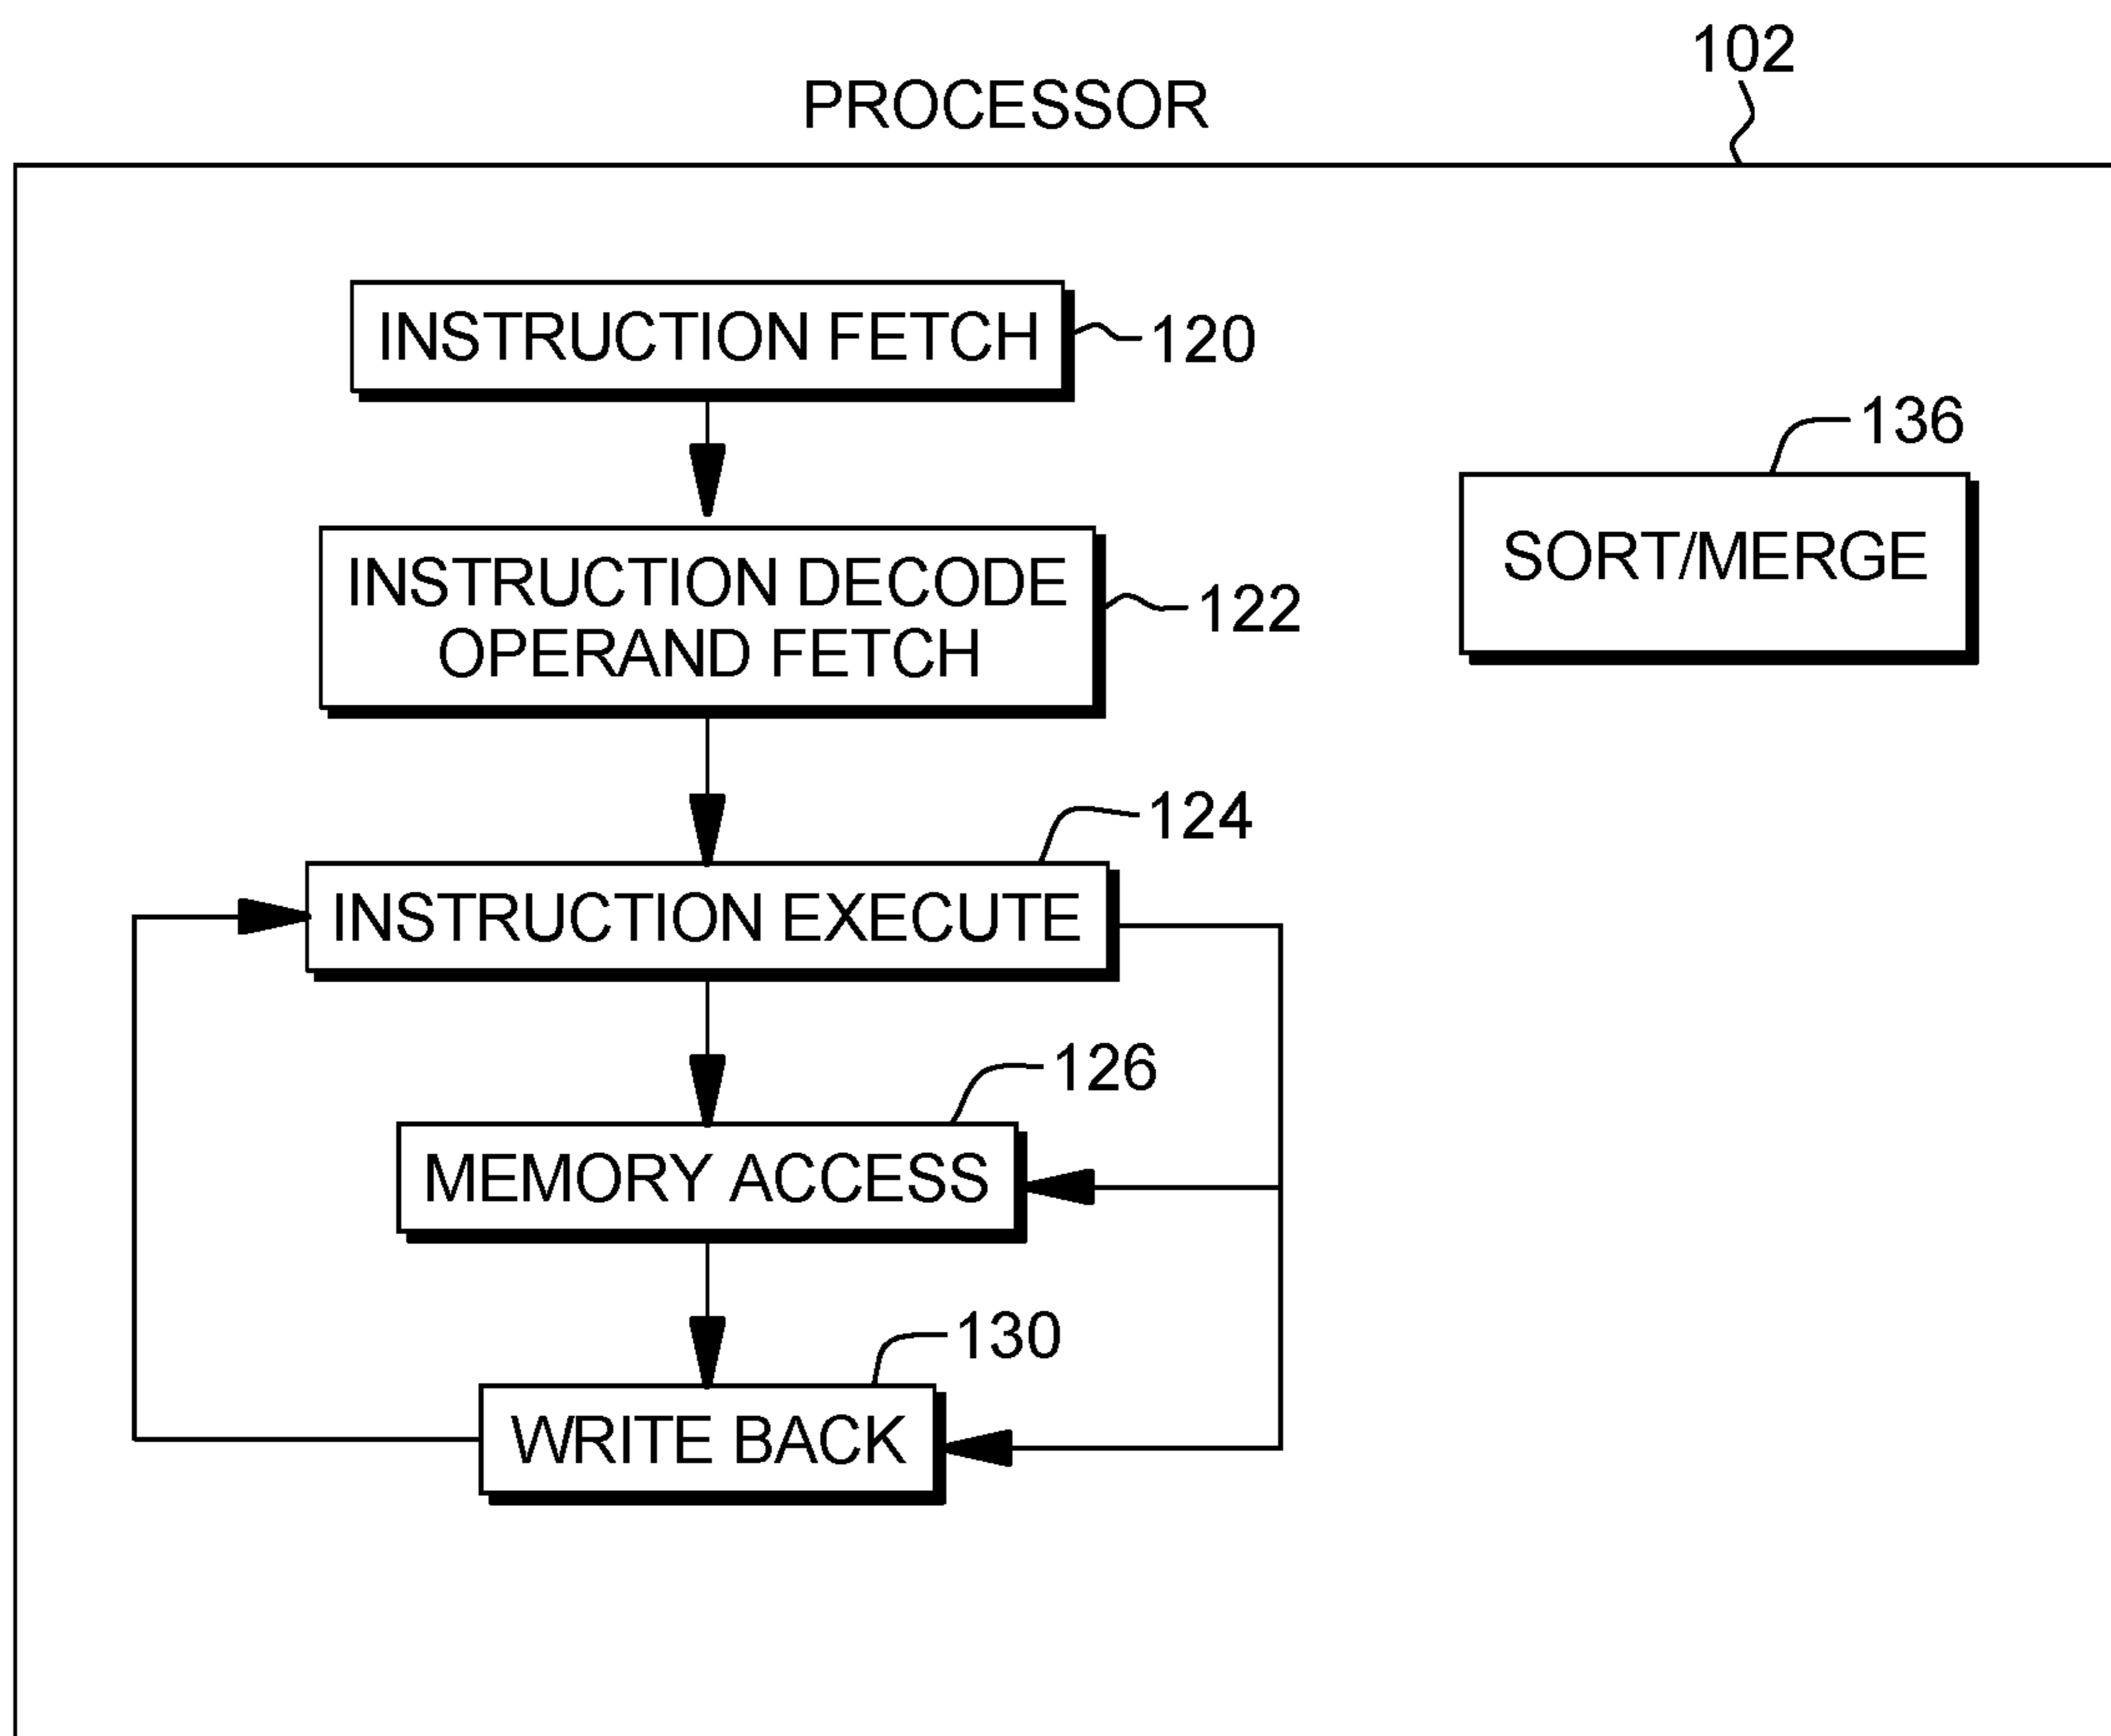 102
PROCESSOR
INSTRUCTION FETCH
120
136
SORT/MERGE
INSTRUCTION DECODE
OPERAND FETCH
122
124
INSTRUCTION EXECUTE
126
MEMORY ACCESS
130
WRITE BACK